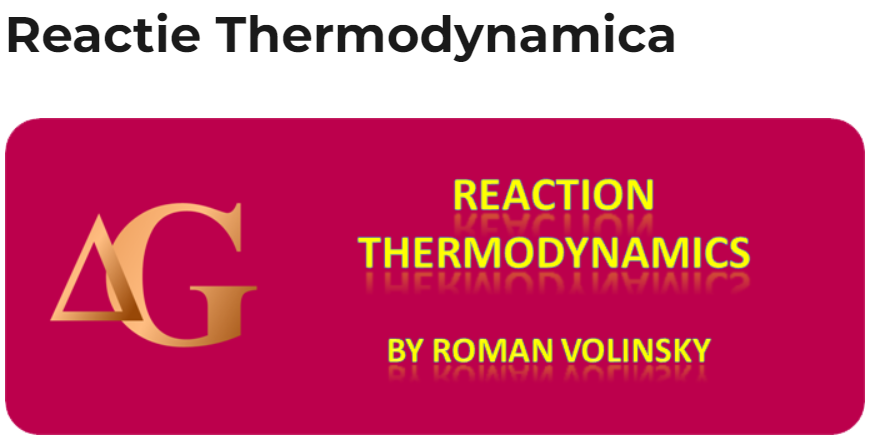 Reactie Thermodynamica
ΔG
REACTION
THERMODYNAMICS
BY ROMAN VOLINSKY